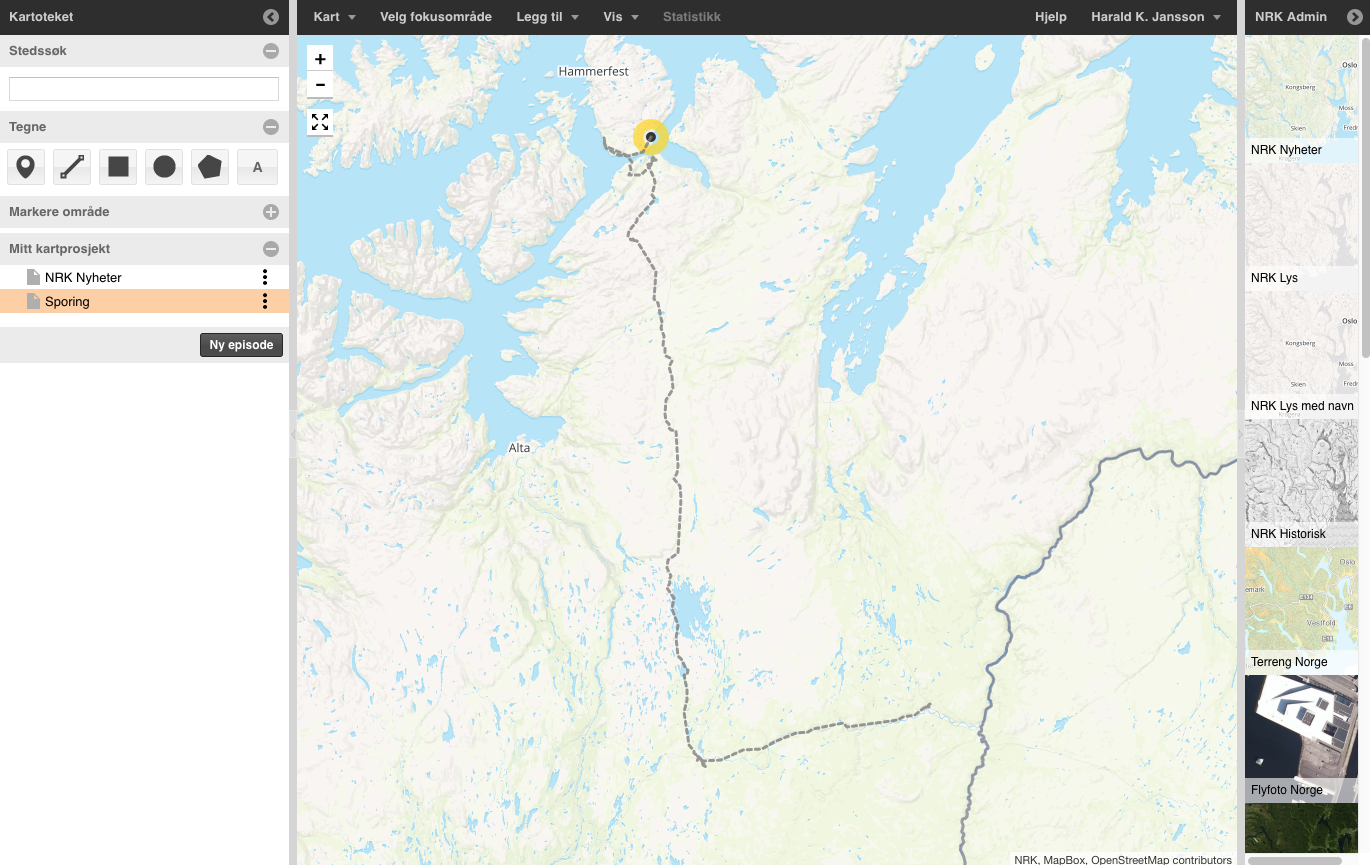 Kartoteket
Kart
Velg fokusområde
Legg til
Vis
Statistikk
Hjelp
Harald K. Jansson
NRK Admin
Stedssøk
Tegne
A
Markere område
Mitt kartprosjekt
NRK Nyheter
Sporing
Ny episode
+
−
Hammerfest
Alta
NRK, MapBox, OpenStreetMap contributors
Oslo
Kongsberg
Moss
Skien
Fredr
NRK Nyheter
NRK Lys
Oslo
Kongsberg
Moss
Skien
Fredr
NRK Lys med navn
NRK Historisk
Oslo
emark
E134
Vestfold
E18
Terreng Norge
Flyfoto Norge